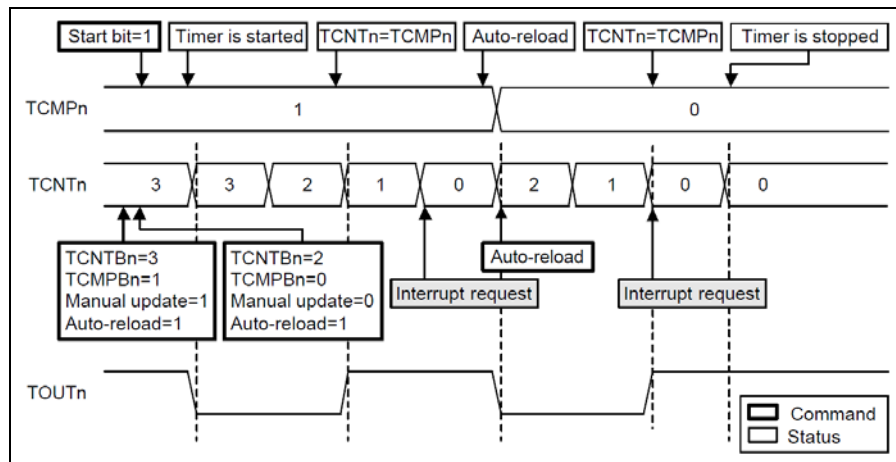 Start bit=1 Timer is started TCNTn=TCMPn Auto-reload TCNTn=TCMPn Timer is stopped
TCMPn 1 0
TCNTn 3 3 2 1 0 2 1 0 0
TCNTBn=3
TCMPBn=1
Manual update=1
Auto-reload=1
TCNTBn=2
TCMPBn=0
Manual update=0
Auto-reload=1
Auto-reload
Interrupt request Interrupt request
TOUTn
Command
Status